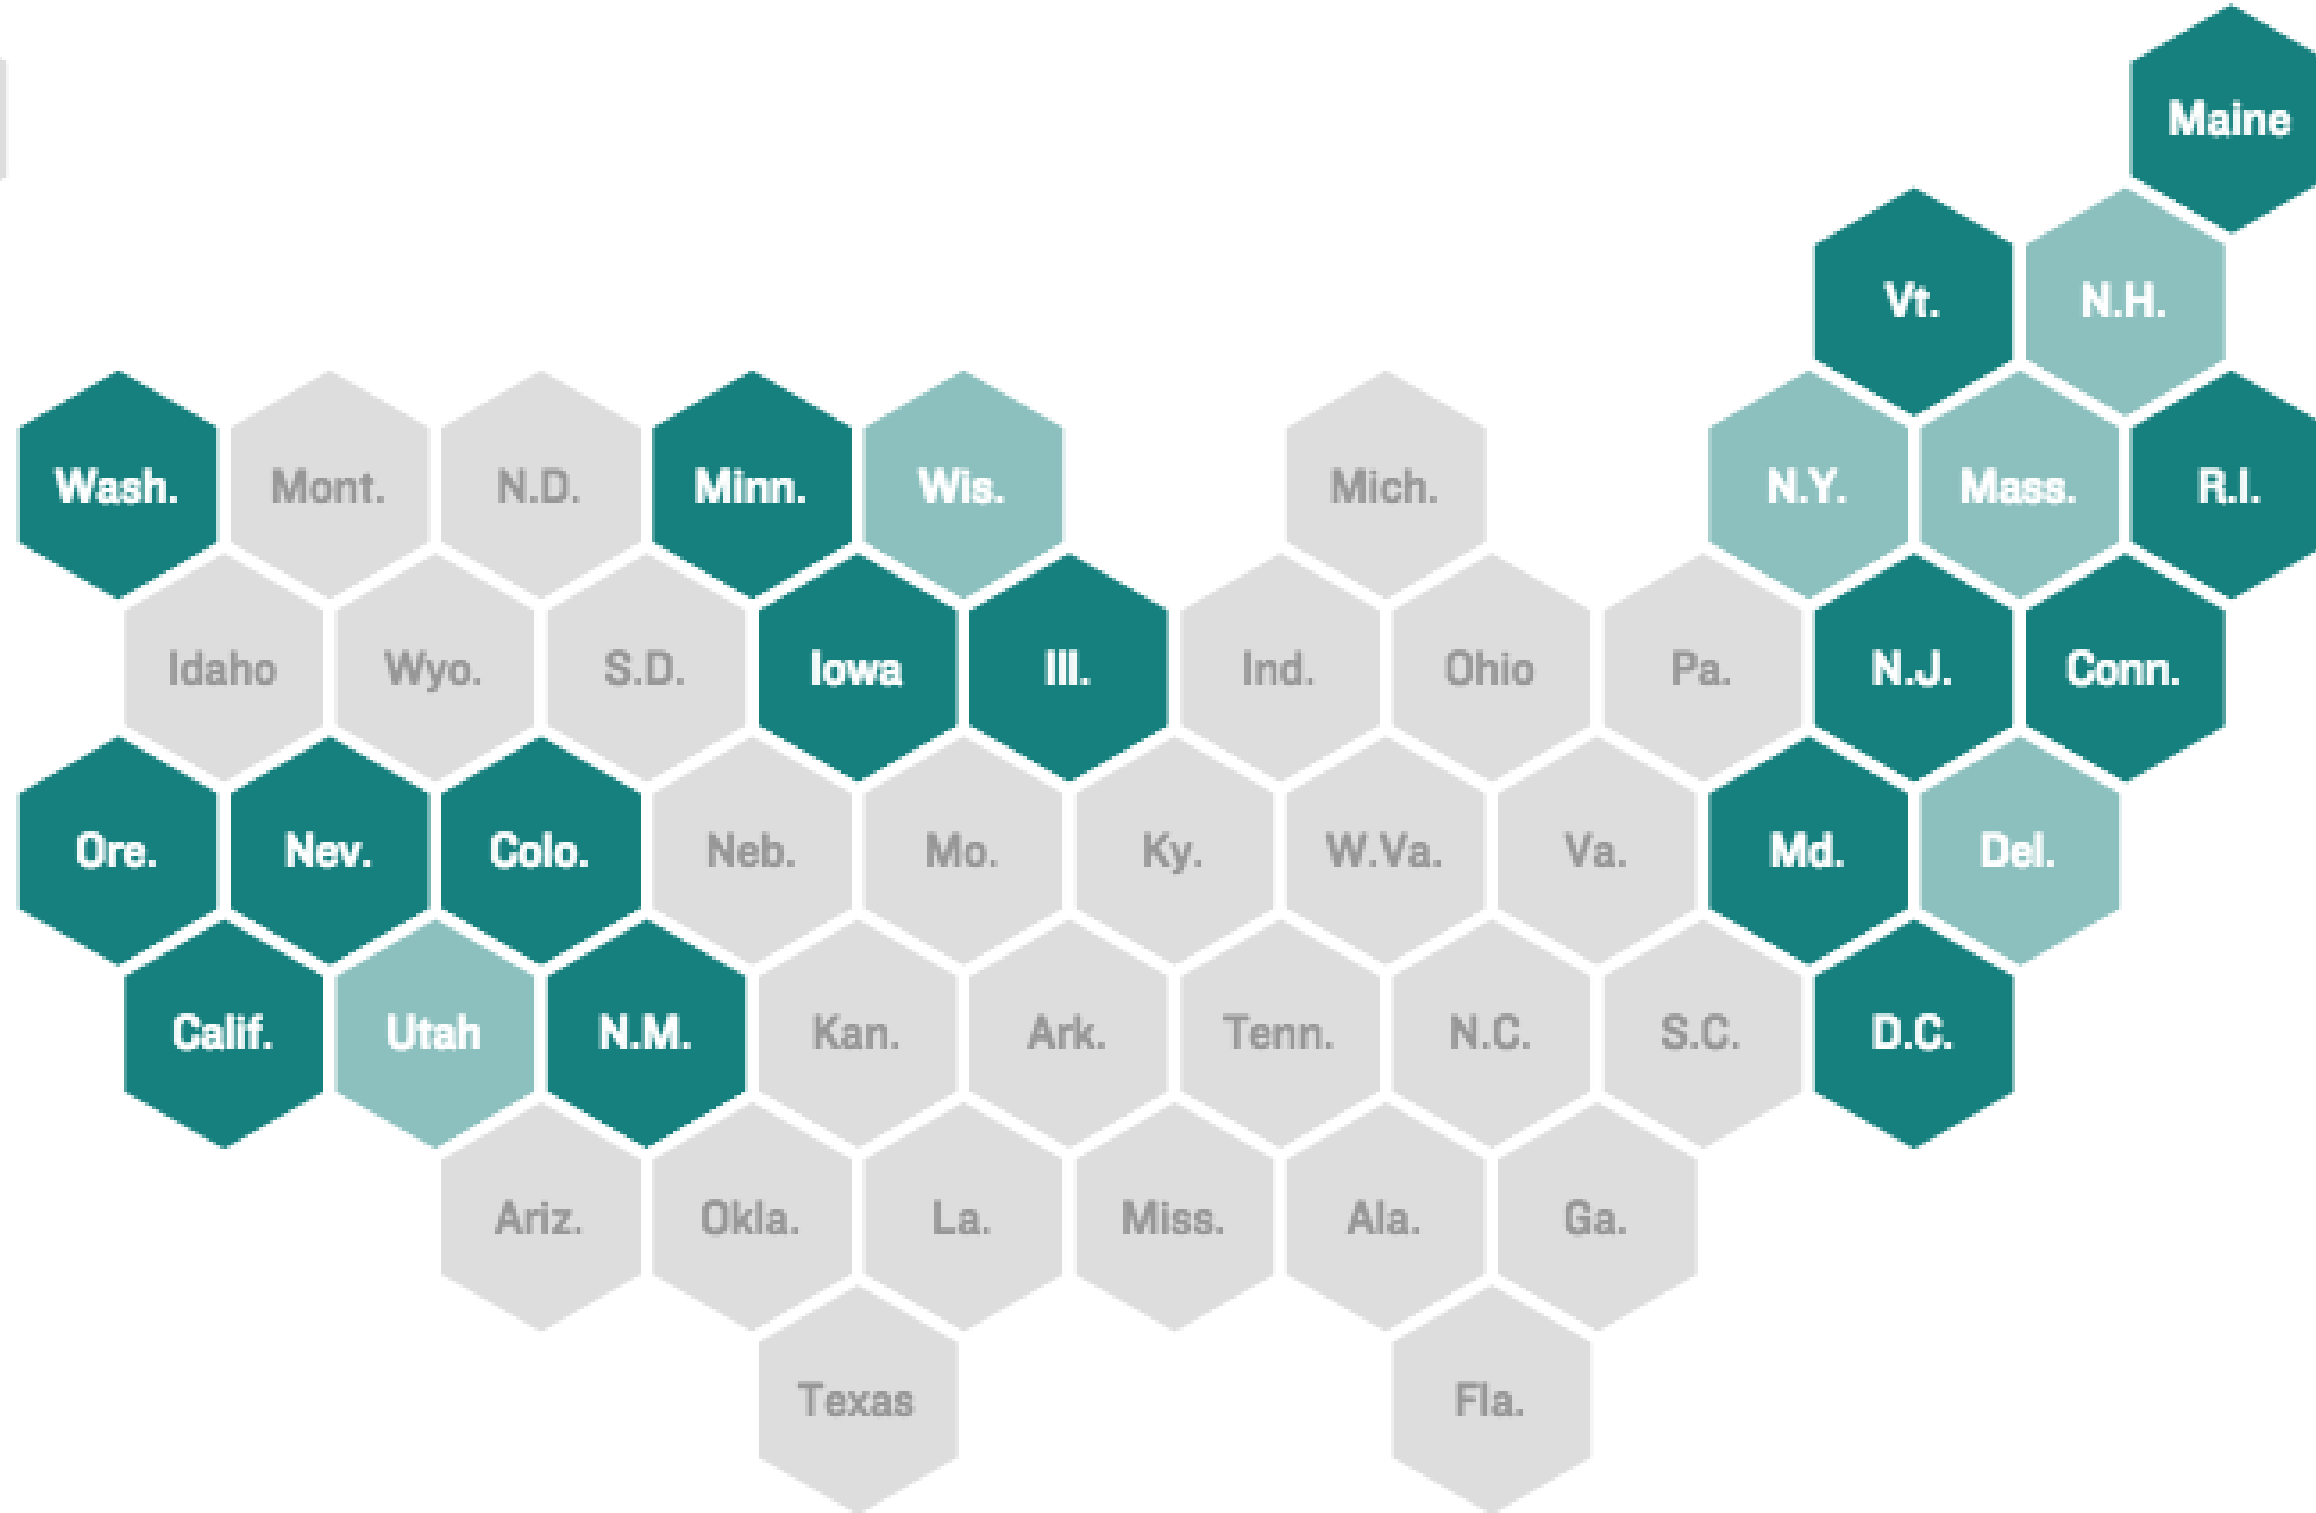 Maine
Vt. N.H.
Wash. Mont. N.D. Minn. Wis. Mich. N.Y. Mass. R.I.
Idaho Wyo. S.D. Iowa Ill. Ind. Ohio Pa. N.J. Conn.
Ore. Nev. Colo. Neb. Mo. Ky. W.Va. Va. Md. Del.
Calif. Utah N.M. Kan. Ark. Tenn. N.C. S.C. D.C.
Ariz. Okla. La. Miss. Ala. Ga.
Texas Fla.